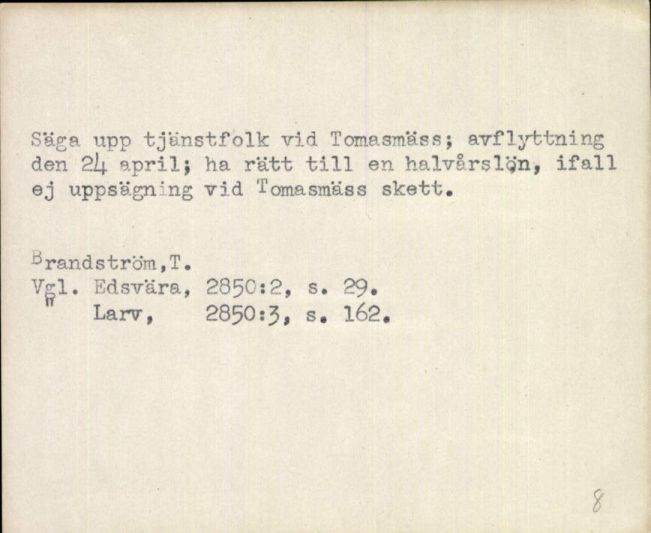 Säga upp tjänstfolk vid Tomasmäss; avflyttning
den 24 april; ha rätt till en halvårslön, ifall
ej uppsägning vid Tomasmäss skett.
Brandström,T.
Vgl. Edsvära, 2850:2, s. 29.
" Larv, 2850:3, s. 162.
8